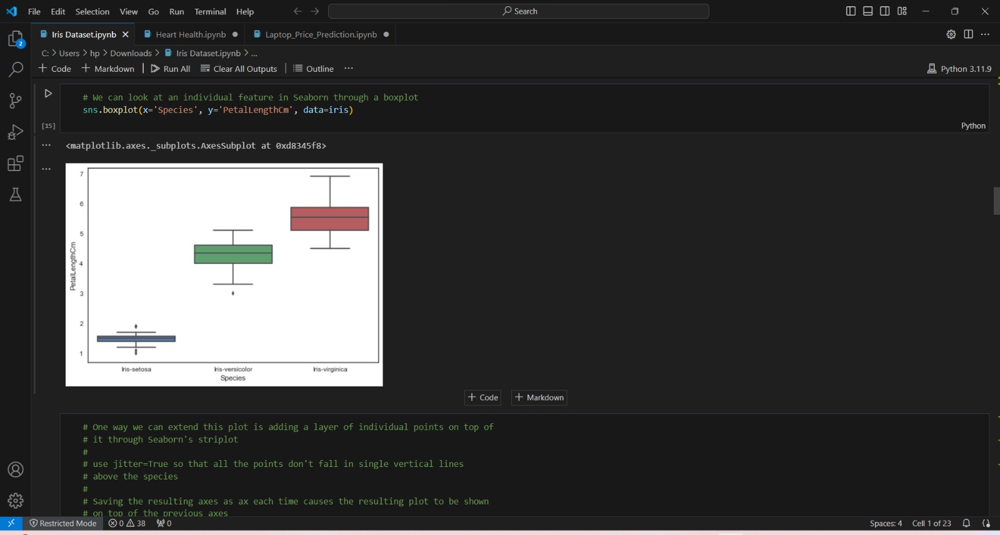 File Edit Selection View Go Run Terminal Help
Search
Iris Dataset.ipynb
Heart Health.ipynb
Laptop_Price_Prediction.ipynb
2
C: > Users > hp > Downloads > Iris Dataset.ipynb > ...
+ Code + Markdown | Run All Clear All Outputs | Outline ...
Python 3.11.9
# We can look at an individual feature in Seaborn through a boxplot
sns.boxplot(x='Species', y='PetalLengthCm', data=iris)
[15]
Python
<matplotlib.axes._subplots.AxesSubplot at 0xd8345f8>
7
6
5
4
3
2
1
PetalLengthCm
Iris-setosa Iris-versicolor Iris-virginica
Species
+ Code + Markdown
# One way we can extend this plot is adding a layer of individual points on top of
# it through Seaborn's striplot
#
# use jitter=True so that all the points don't fall in single vertical lines
# above the species
#
# Saving the resulting axes as ax each time causes the resulting plot to be shown
# on top of the previous axes
Restricted Mode 0 38 0
Spaces: 4 Cell 1 of 23